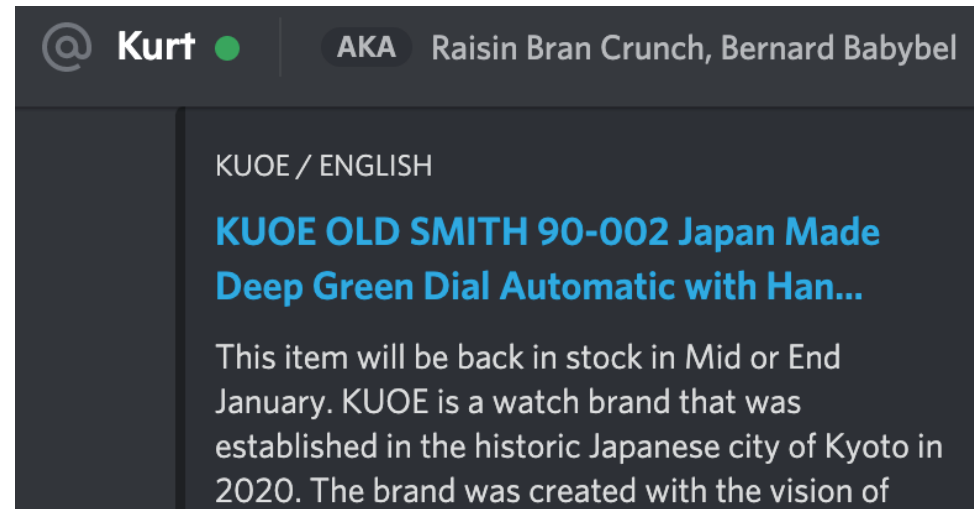 @ Kurt AKA Raisin Bran Crunch, Bernard Babybel
KUOE / ENGLISH
KUOE OLD SMITH 90-002 Japan Made
Deep Green Dial Automatic with Han...
This item will be back in stock in Mid or End
January. KUOE is a watch brand that was
established in the historic Japanese city of Kyoto in
2020. The brand was created with the vision of